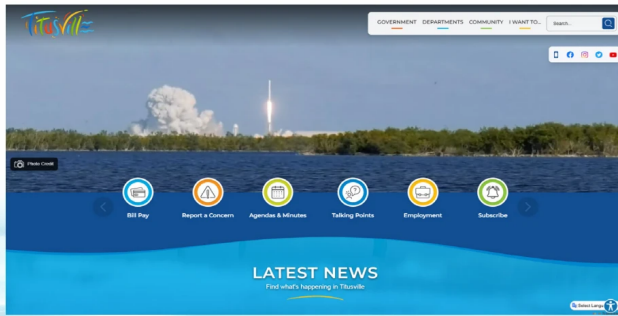 Titusville
GOVERNMENT DEPARTMENTS COMMUNITY I WANT TO...
Search...
Photo Credit
Bill Pay
Report a Concern
Agendas & Minutes
Talking Points
Employment
Subscribe
LATEST NEWS
Find what's happening in Titusville
Select Langu